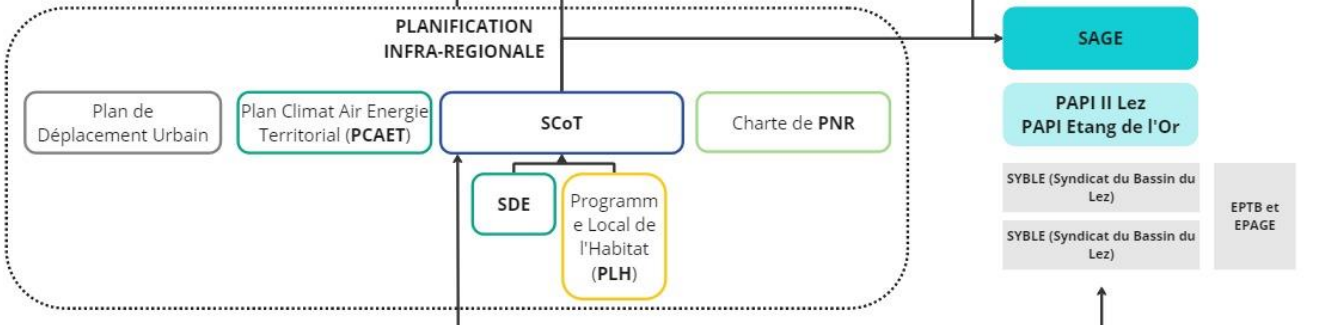 PLANIFICATION
INFRA-REGIONALE
SAGE
Plan de
Déplacement Urbain
Plan Climat Air Energie
Territorial (PCAET)
SCoT
Charte de PNR
PAPI II Lez
PAPI Etang de l'Or
SDE
Programm
e Local de
l'Habitat
(PLH)
SYBLE (Syndicat du Bassin du
Lez)
SYBLE (Syndicat du Bassin du
Lez)
EPTB et
EPAGE